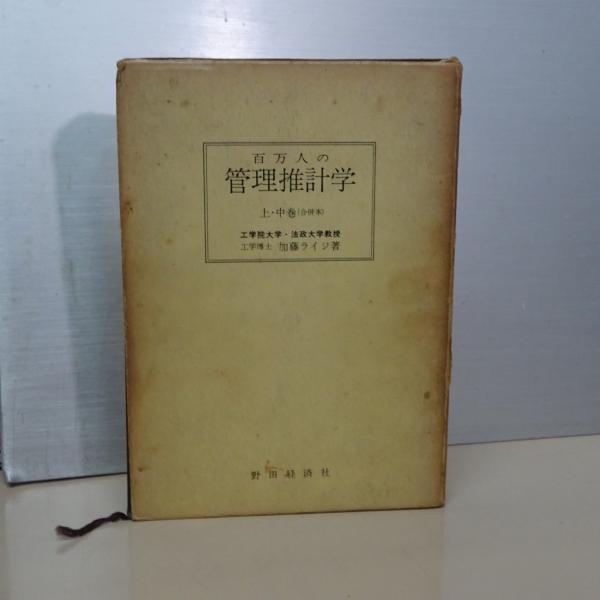 百万人の
管理推計学
上・中巻(合併本)
工学院大学・法政大学教授
工学博士 加藤ライジ著
野田経済社